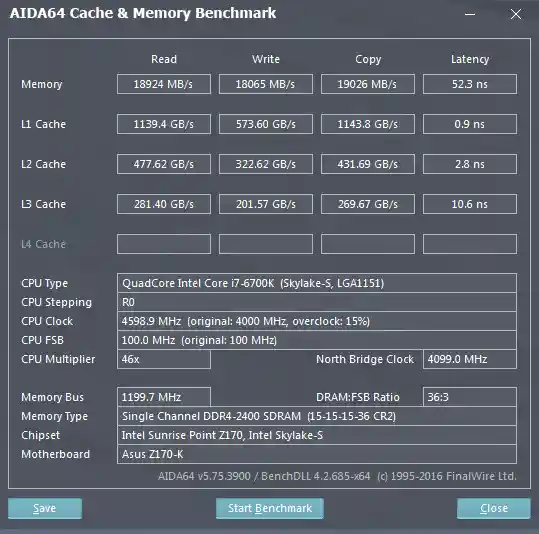 AIDA64 Cache & Memory Benchmark
Read Write Copy Latency
Memory 18924 MB/s 18065 MB/s 19026 MB/s 52.3 ns
L1 Cache 1139.4 GB/s 573.60 GB/s 1143.8 GB/s 0.9 ns
L2 Cache 477.62 GB/s 322.62 GB/s 431.69 GB/s 2.8 ns
L3 Cache 281.40 GB/s 201.57 GB/s 269.67 GB/s 10.6 ns
L4 Cache
CPU Type QuadCore Intel Core i7-6700K (Skylake-S, LGA1151)
CPU Stepping R0
CPU Clock 4598.9 MHz (original: 4000 MHz, overclock: 15%)
CPU FSB 100.0 MHz (original: 100 MHz)
CPU Multiplier 46x North Bridge Clock 4099.0 MHz
Memory Bus 1199.7 MHz DRAM:FSB Ratio 36:3
Memory Type Single Channel DDR4-2400 SDRAM (15-15-15-36 CR2)
Chipset Intel Sunrise Point Z170, Intel Skylake-S
Motherboard Asus Z170-K
AIDA64 v5.75.3900 / BenchDLL 4.2.685-x64 (c) 1995-2016 FinalWire Ltd.
Save Start Benchmark Close